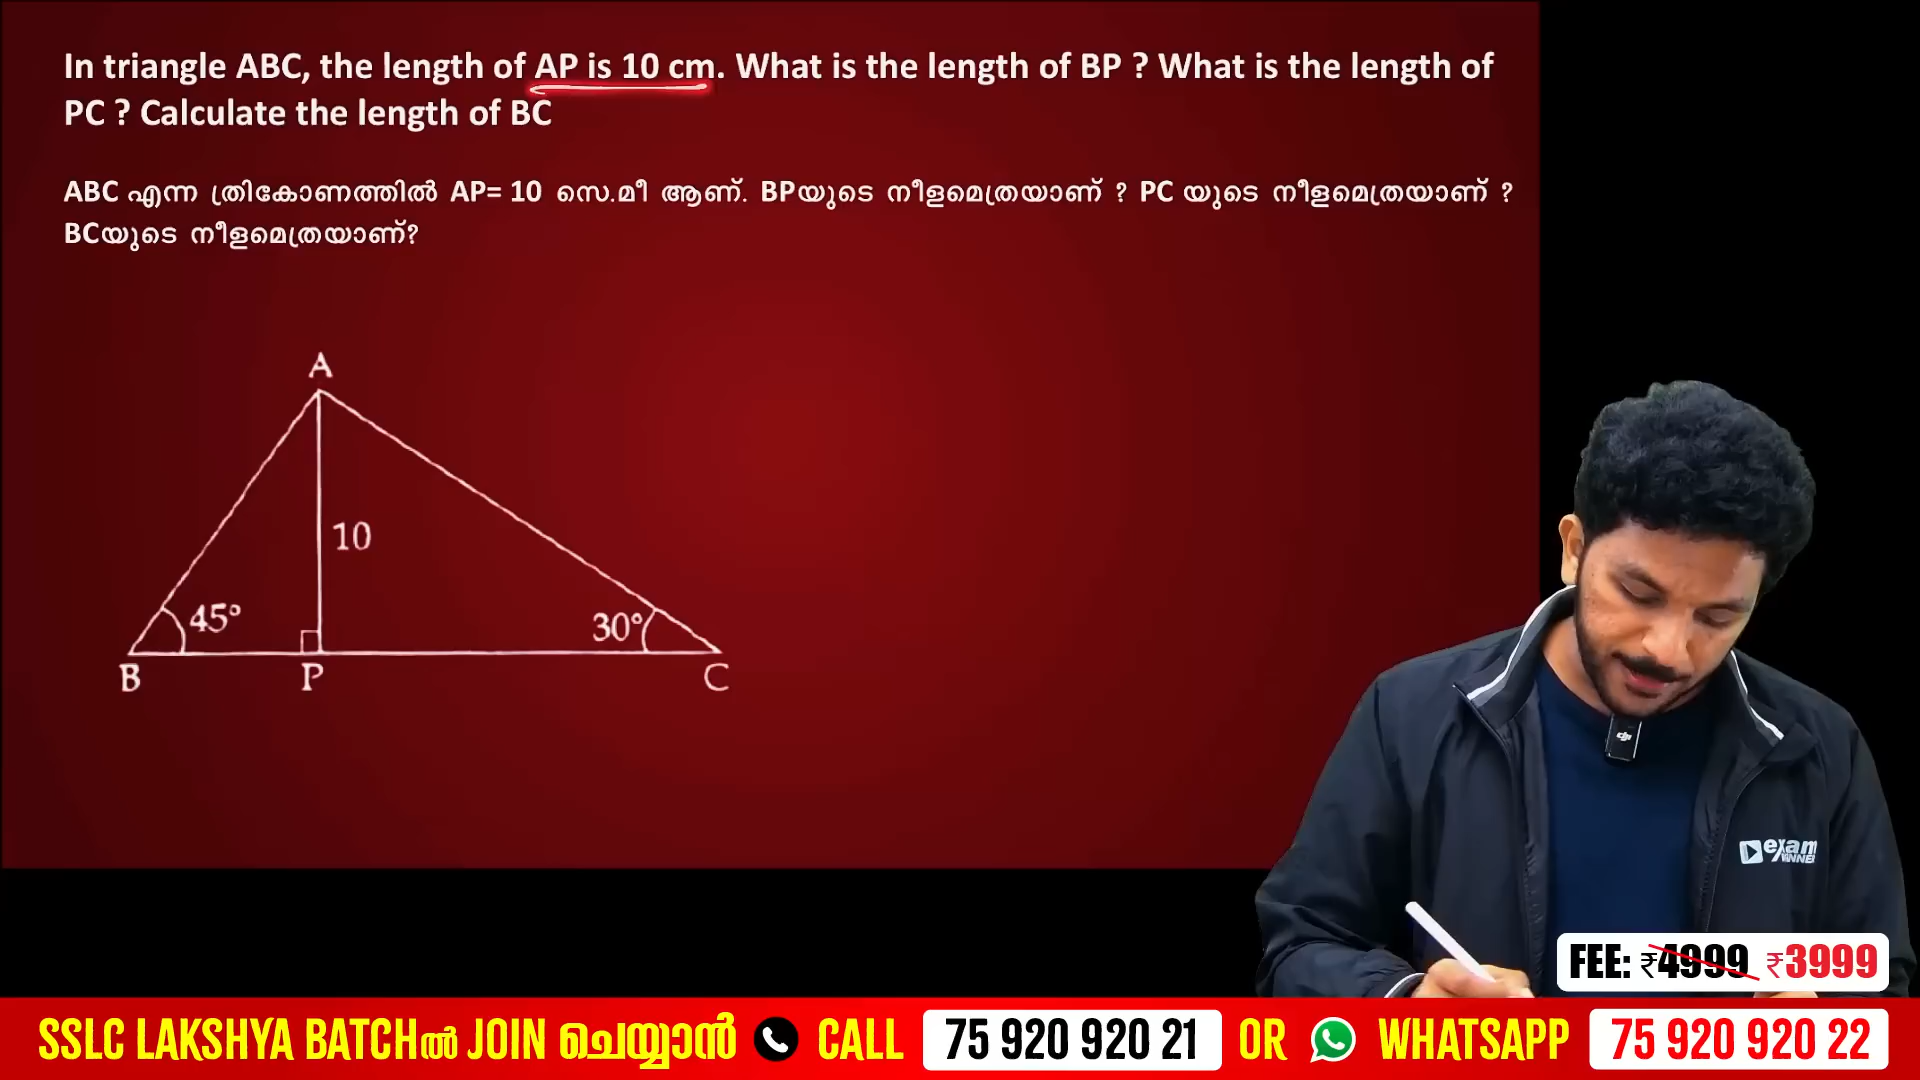 In triangle ABC, the length of AP is 10 cm. What is the length of BP ? What is the length of
PC ? Calculate the length of BC
ABC എന്ന ത്രികോണത്തിൽ AP= 10 സെ.മീ ആണ്. BPയുടെ നീളമെത്രയാണ് ? PC യുടെ നീളമെത്രയാണ് ?
BCയുടെ നീളമെത്രയാണ്?
A
10
45°
30°
B
P
C
exam
WINNER
FEE: ₹4999 ₹3999
SSLC LAKSHYA BATCHൽ JOIN ചെയ്യാൻ CALL 75 920 920 21 OR WHATSAPP 75 920 920 22